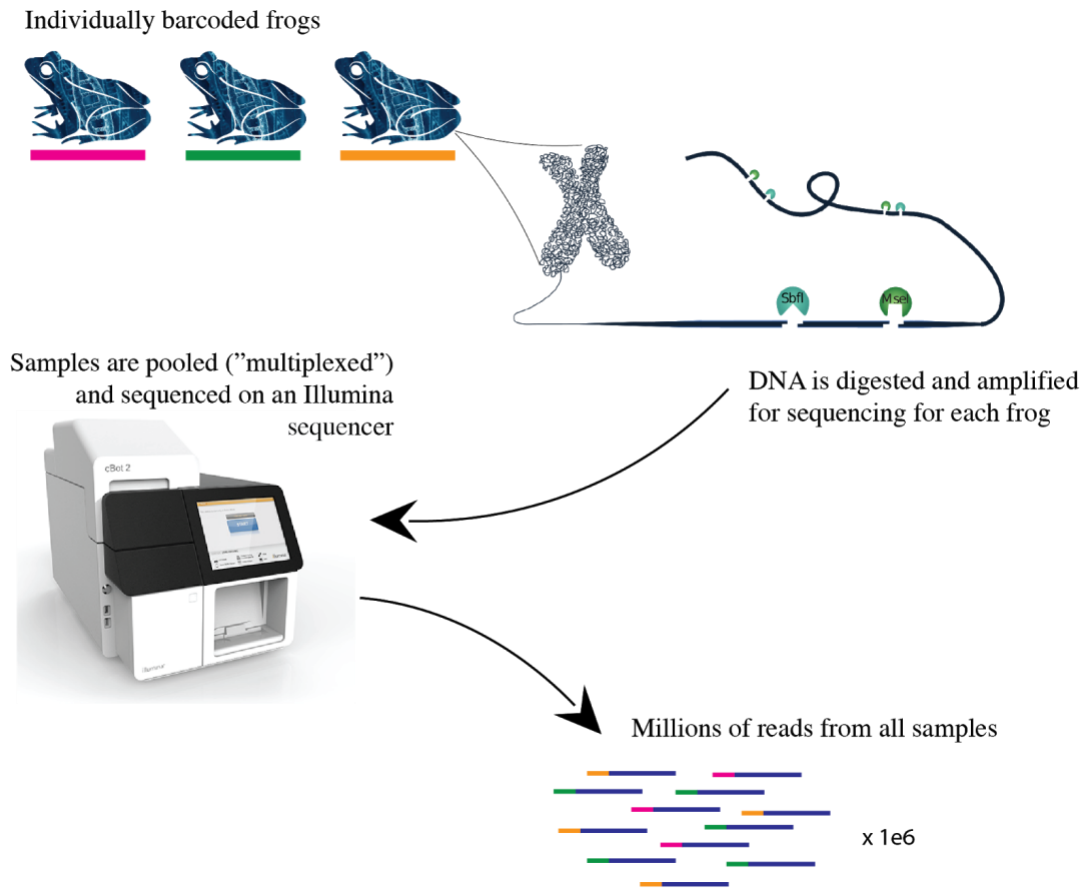 Individually barcoded frogs
SbfI
MseI
Samples are pooled (”multiplexed”)
and sequenced on an Illumina
sequencer
DNA is digested and amplified
for sequencing for each frog
cBot 2
Millions of reads from all samples
x 1e6